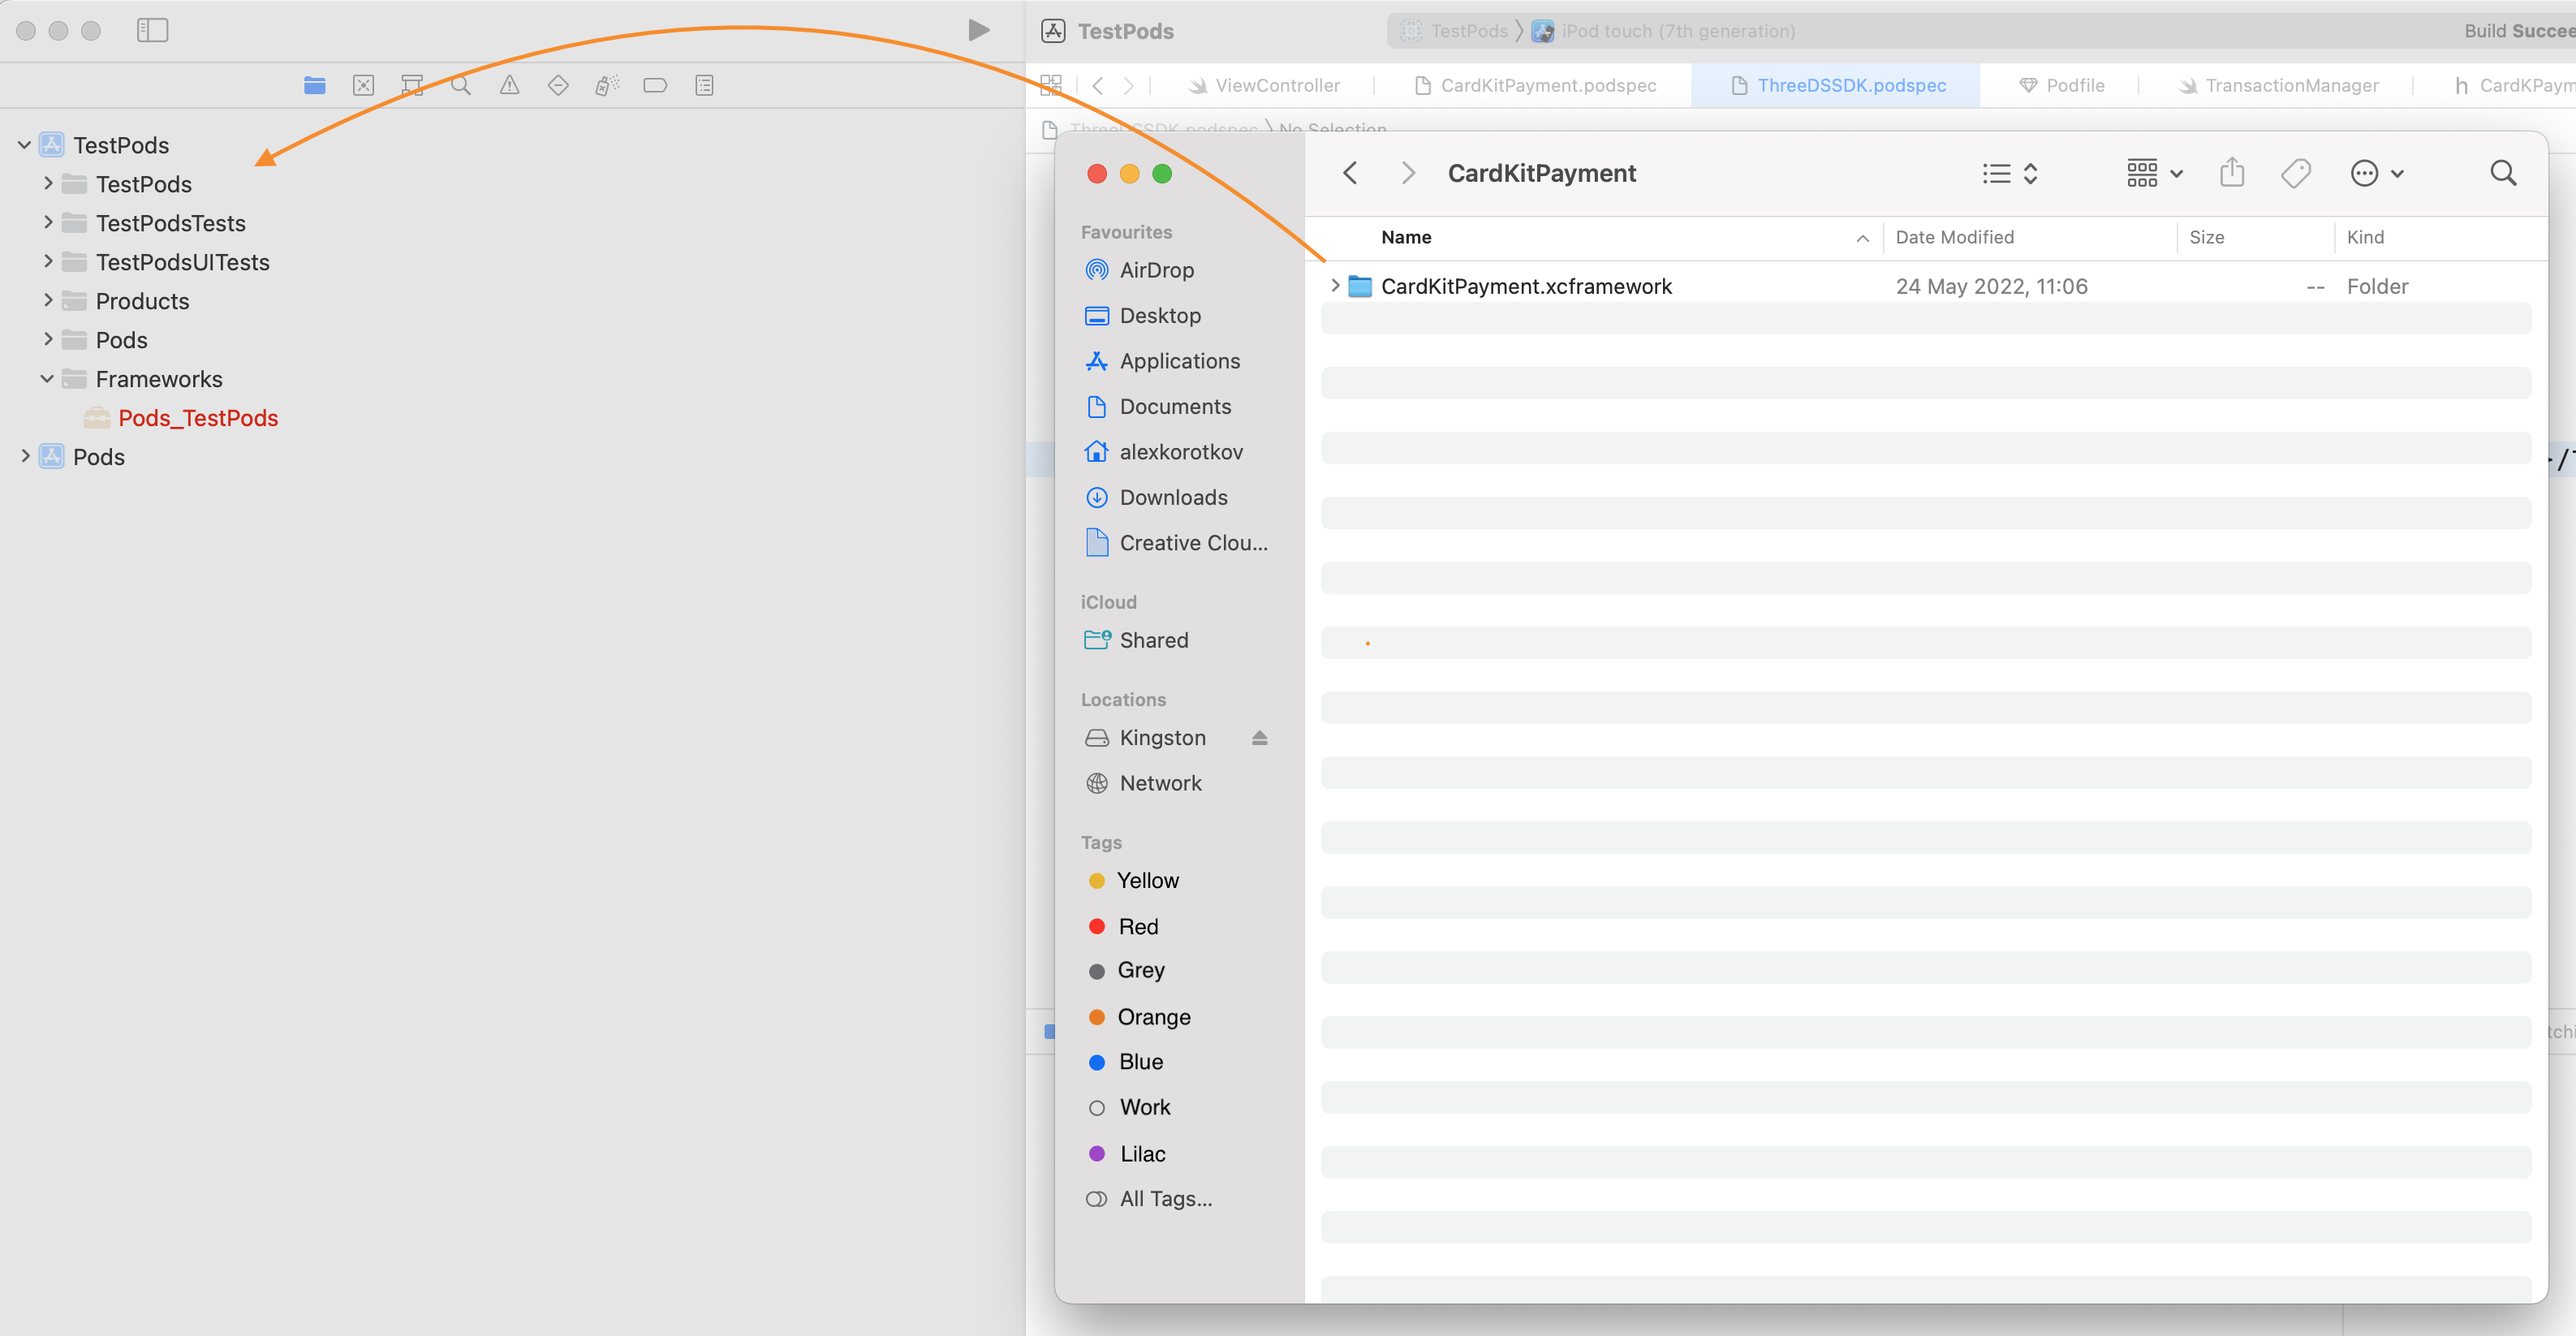 TestPods
TestPods
iPod touch (7th generation)
Build
ViewController
CardKitPayment.podspec
ThreeDSSDK.podspec
Podfile
TransactionManager
h
ThreeDSSDK.podspec
No Selection
TestPods
TestPods
TestPodsTests
TestPodsUITests
Products
Pods
Frameworks
Pods_TestPods
Pods
CardKitPayment
Favourites
AirDrop
Desktop
Applications
Documents
alexkorotkov
Downloads
Creative Clou...
iCloud
Shared
Locations
Kingston
Network
Tags
Yellow
Red
Grey
Orange
Blue
Work
Lilac
All Tags...
Name Date Modified Size Kind
CardKitPayment.xcframework 24 May 2022, 11:06 -- Folder